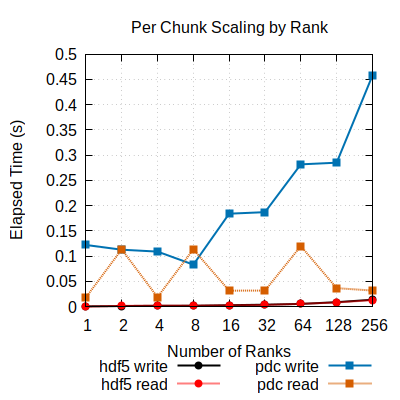 Per Chunk Scaling by Rank
Elapsed Time (s)
0.5
0.45
0.4
0.35
0.3
0.25
0.2
0.15
0.1
0.05
0
1 2 4 8 16 32 64 128 256
Number of Ranks
hdf5 write pdc write
hdf5 read pdc read